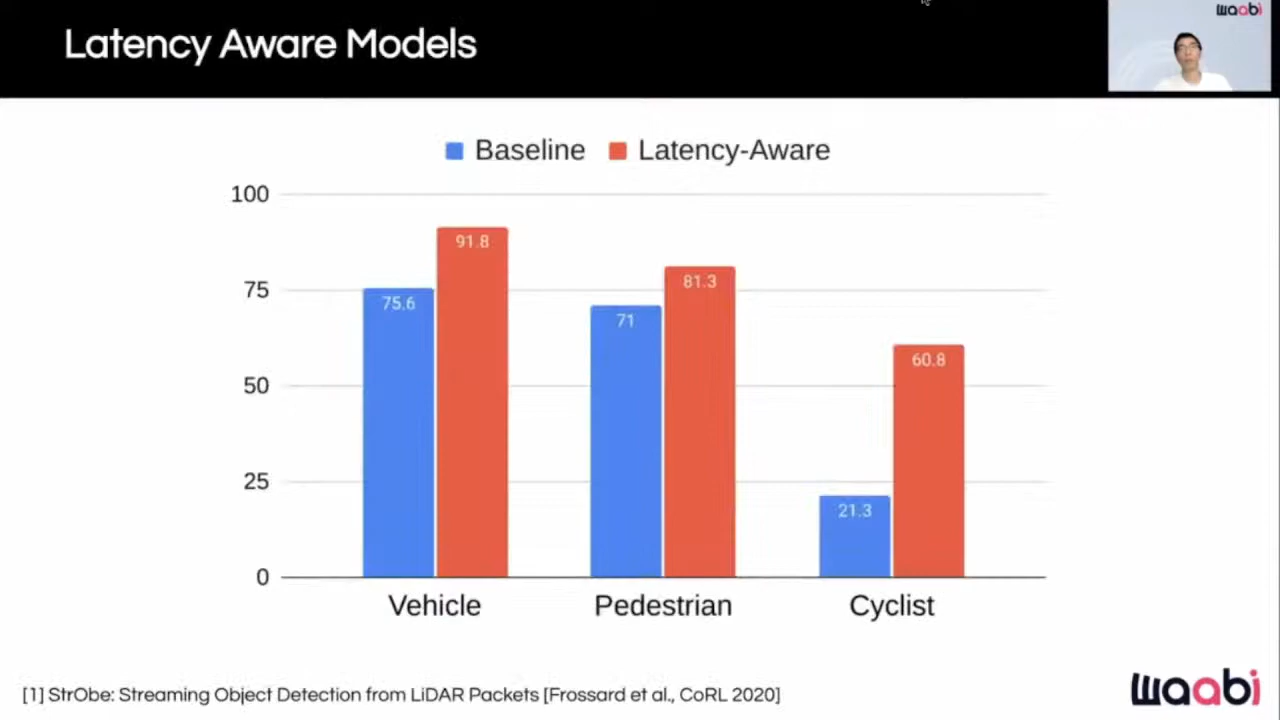 waabi
Latency Aware Models
Baseline Latency-Aware
100
75
50
25
0
75.6
91.8
71
81.3
21.3
60.8
Vehicle Pedestrian Cyclist
[1] StrObe: Streaming Object Detection from LiDAR Packets [Frossard et al., CoRL 2020]
waabi